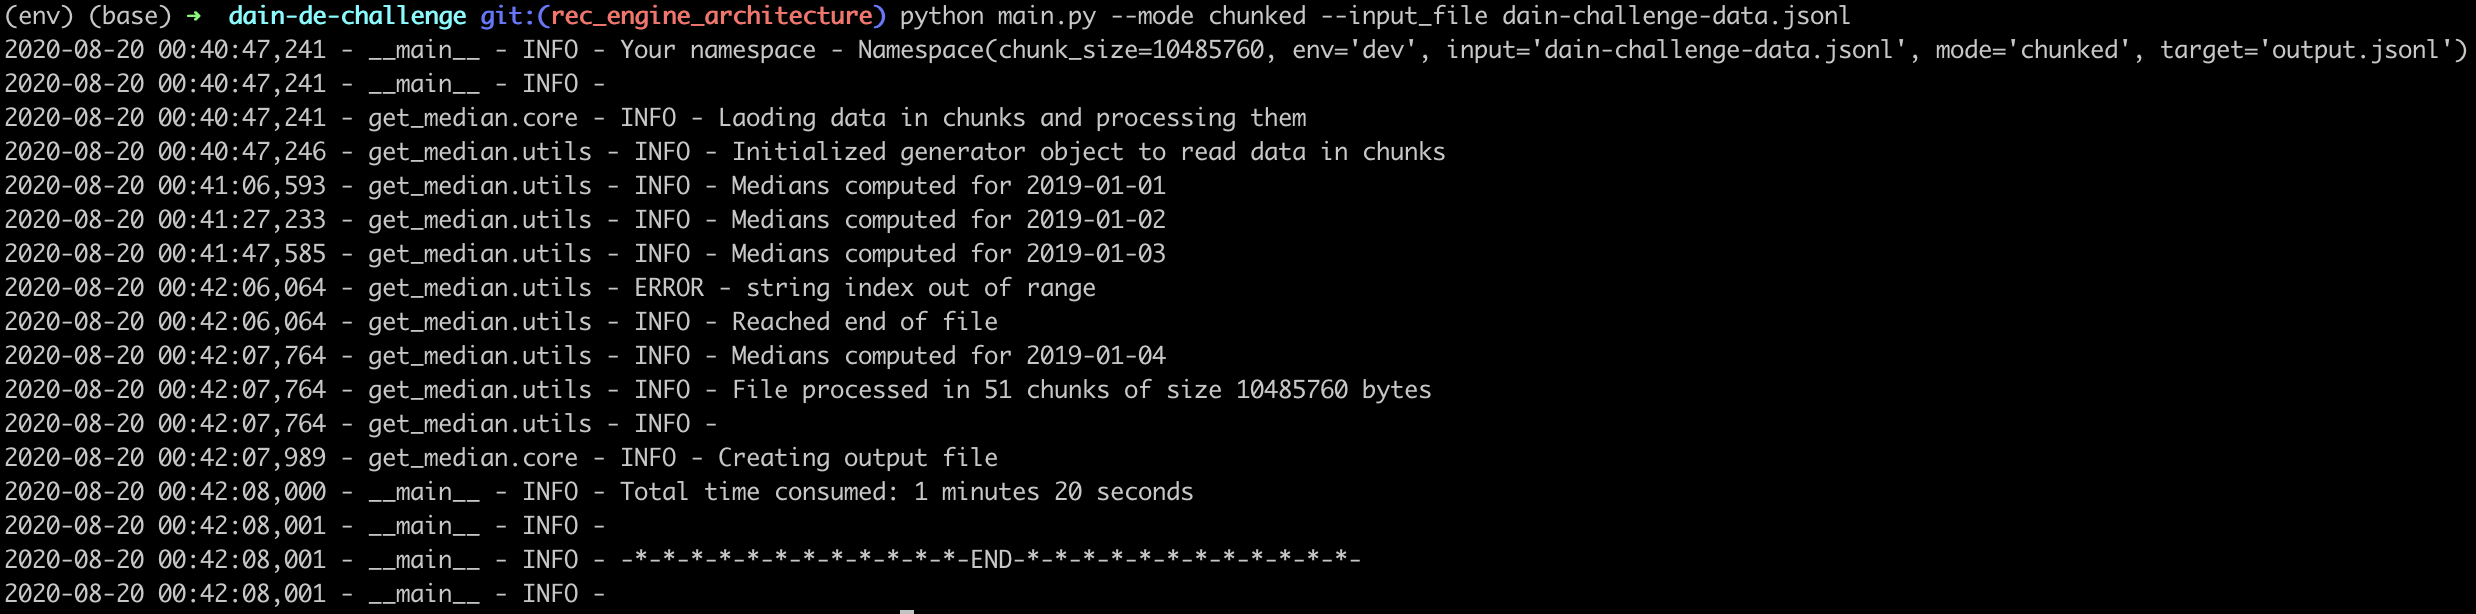 (env) (base) ➜  dain-de-challenge git:(rec_engine_architecture) python main.py --mode chunked --input_file dain-challenge-data.jsonl
2020-08-20 00:40:47,241 - __main__ - INFO - Your namespace - Namespace(chunk_size=10485760, env='dev', input='dain-challenge-data.jsonl', mode='chunked', target='output.jsonl')
2020-08-20 00:40:47,241 - __main__ - INFO -
2020-08-20 00:40:47,241 - get_median.core - INFO - Laoding data in chunks and processing them
2020-08-20 00:40:47,246 - get_median.utils - INFO - Initialized generator object to read data in chunks
2020-08-20 00:41:06,593 - get_median.utils - INFO - Medians computed for 2019-01-01
2020-08-20 00:41:27,233 - get_median.utils - INFO - Medians computed for 2019-01-02
2020-08-20 00:41:47,585 - get_median.utils - INFO - Medians computed for 2019-01-03
2020-08-20 00:42:06,064 - get_median.utils - ERROR - string index out of range
2020-08-20 00:42:06,064 - get_median.utils - INFO - Reached end of file
2020-08-20 00:42:07,764 - get_median.utils - INFO - Medians computed for 2019-01-04
2020-08-20 00:42:07,764 - get_median.utils - INFO - File processed in 51 chunks of size 10485760 bytes
2020-08-20 00:42:07,764 - get_median.utils - INFO -
2020-08-20 00:42:07,989 - get_median.core - INFO - Creating output file
2020-08-20 00:42:08,000 - __main__ - INFO - Total time consumed: 1 minutes 20 seconds
2020-08-20 00:42:08,001 - __main__ - INFO -
2020-08-20 00:42:08,001 - __main__ - INFO - -*-*-*-*-*-*-*-*-*-*-*-*-END-*-*-*-*-*-*-*-*-*-*-*-*-
2020-08-20 00:42:08,001 - __main__ - INFO -